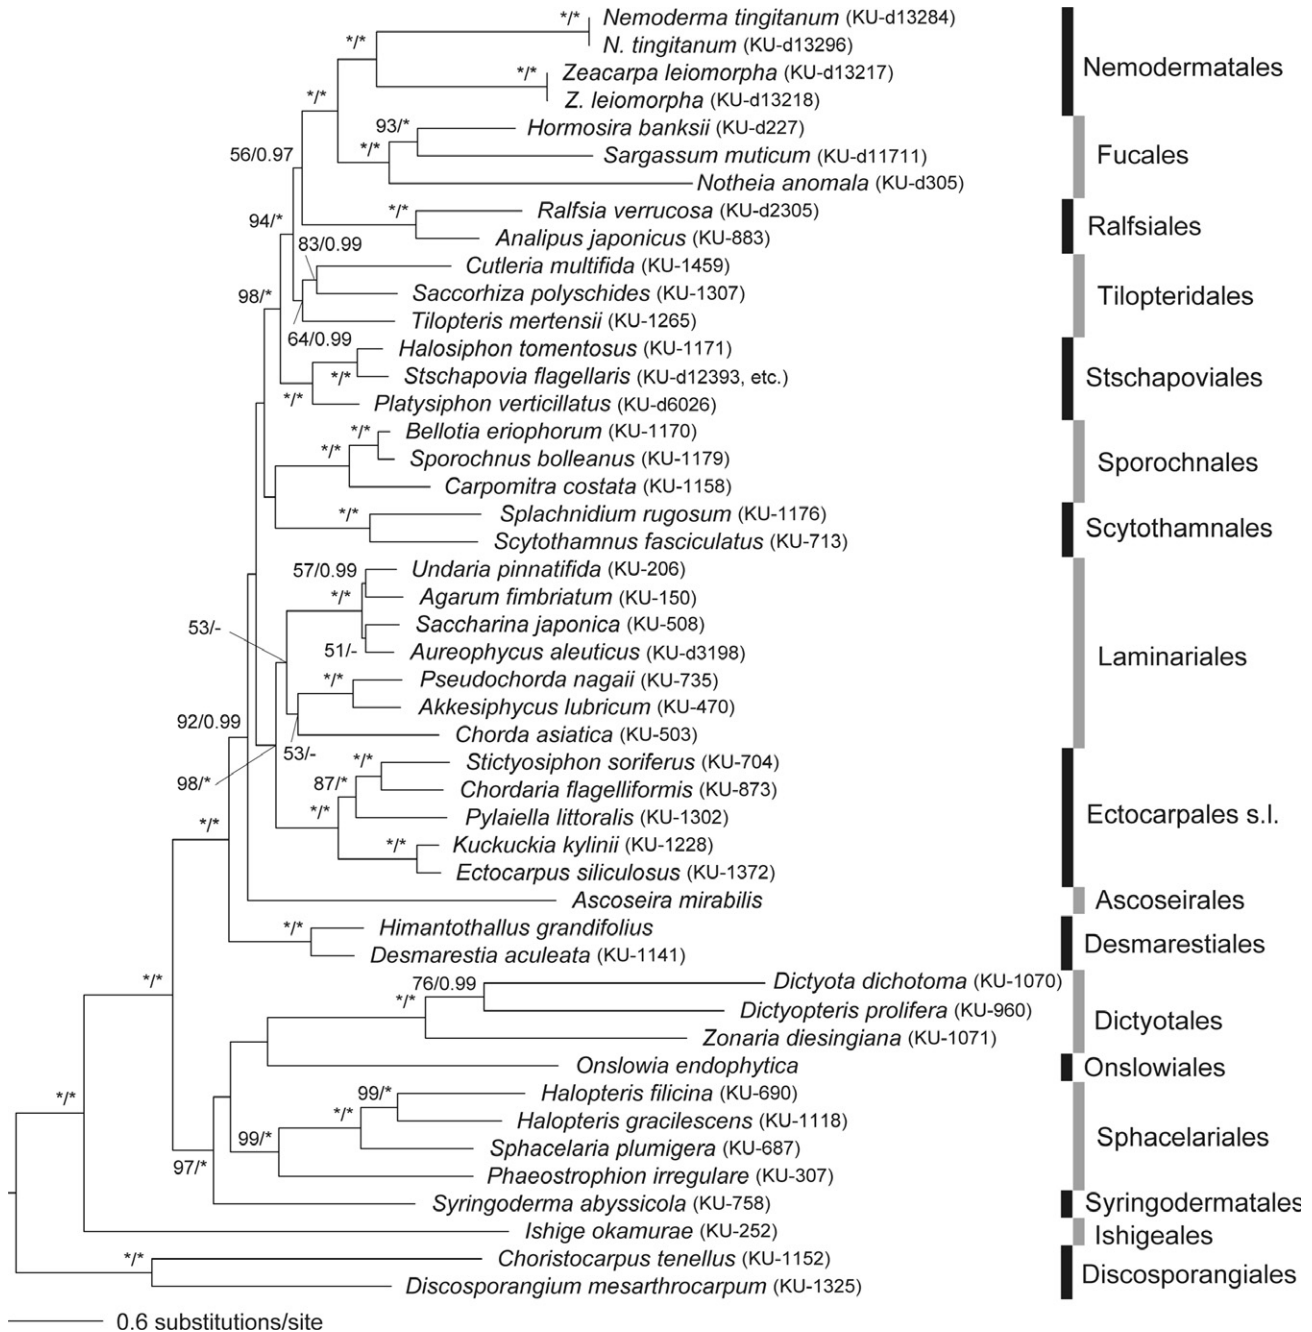 */*
Nemoderma tingitanum (KU-d13284)
*/*
N. tingitanum (KU-d13296)
*/*
Zeacarpa leiomorpha (KU-d13217)
Nemodermatales
*/*
Z. leiomorpha (KU-d13218)
93/*
Hormosira banksii (KU-d227)
*/*
Sargassum muticum (KU-d11711)
Fucales
56/0.97
Notheia anomala (KU-d305)
*/*
Ralfsia verrucosa (KU-d2305)
Ralfsiales
94/*
Analipus japonicus (KU-883)
83/0.99
Cutleria multifida (KU-1459)
98/*
Saccorhiza polyschides (KU-1307)
Tilopteridales
Tilopteris mertensii (KU-1265)
64/0.99
Halosiphon tomentosus (KU-1171)
*/*
Stschapovia flagellaris (KU-d12393, etc.)
Stschapoviales
*/*
Platysiphon verticillatus (KU-d6026)
*/*
Bellotia eriophorum (KU-1170)
*/*
Sporochnus bolleanus (KU-1179)
Sporochnales
Carpomitra costata (KU-1158)
*/*
Splachnidium rugosum (KU-1176)
Scytothamnales
Scytothamnus fasciculatus (KU-713)
57/0.99
Undaria pinnatifida (KU-206)
*/*
Agarum fimbriatum (KU-150)
53/-
Saccharina japonica (KU-508)
51/-
Aureophycus aleuticus (KU-d3198)
Laminariales
*/*
Pseudochorda nagaii (KU-735)
Akkesiphycus lubricum (KU-470)
92/0.99
Chorda asiatica (KU-503)
53/-
*/*
Stictyosiphon soriferus (KU-704)
98/*
87/*
Chordaria flagelliformis (KU-873)
*/*
Pylaiella littoralis (KU-1302)
Ectocarpales s.l.
*/*
*/*
Kuckuckia kylinii (KU-1228)
Ectocarpus siliculosus (KU-1372)
Ascoseira mirabilis
Ascoseirales
*/*
Himantothallus grandifolius
Desmarestiales
Desmarestia aculeata (KU-1141)
*/*
76/0.99
Dictyota dichotoma (KU-1070)
*/*
Dictyopteris prolifera (KU-960)
Dictyotales
Zonaria diesingiana (KU-1071)
Onslowia endophytica
Onslowiales
*/*
99/*
Halopteris filicina (KU-690)
*/*
Halopteris gracilescens (KU-1118)
Sphacelariales
99/*
Sphacelaria plumigera (KU-687)
97/*
Phaeostrophion irregulare (KU-307)
Syringoderma abyssicola (KU-758)
Syringodermatales
Ishige okamurae (KU-252)
Ishigeales
*/*
Choristocarpus tenellus (KU-1152)
Discosporangiales
Discosporangium mesarthrocarpum (KU-1325)
0.6 substitutions/site